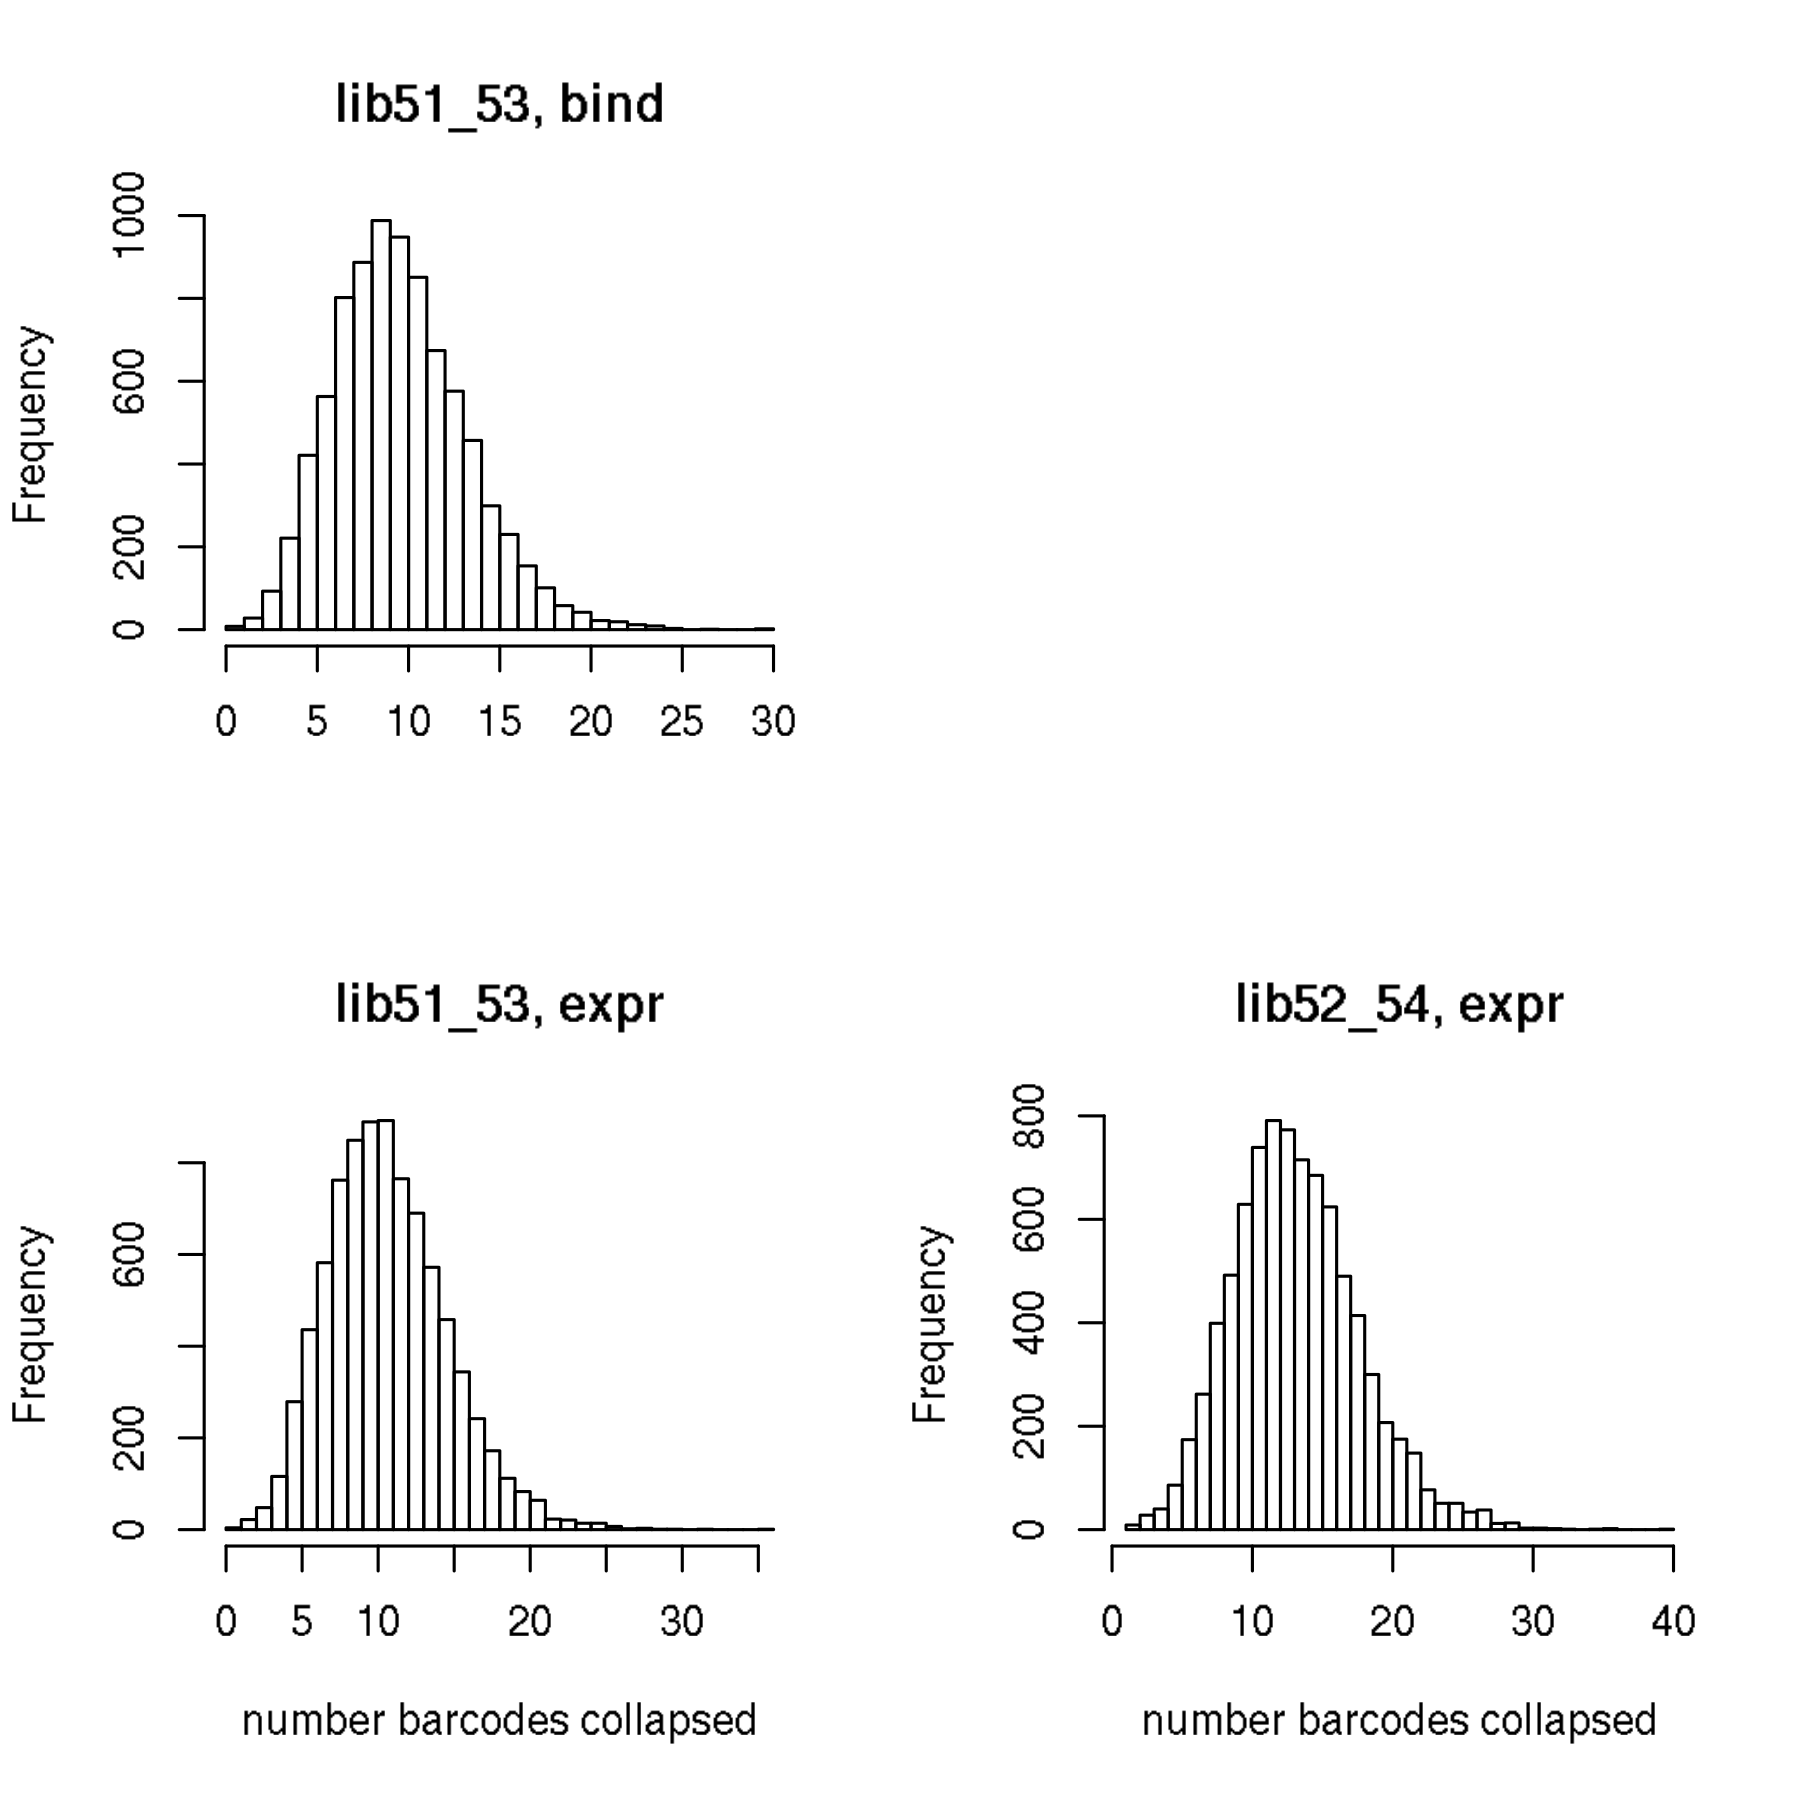 lib51_53, bind
Frequency
0 200 600 1000
0 5 10 15 20 25 30
lib51_53, expr
Frequency
0 200 600
0 5 10 20 30
number barcodes collapsed
lib52_54, expr
Frequency
0 200 400 600 800
0 10 20 30 40
number barcodes collapsed